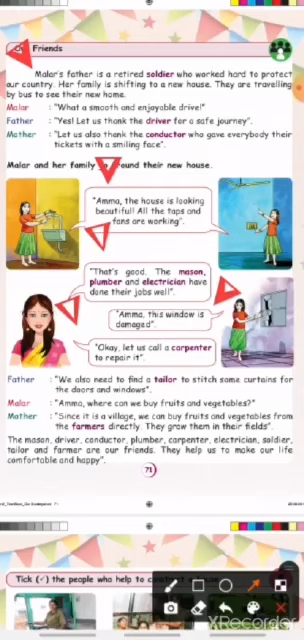 Friends
Malar's father is a retired soldier who worked hard to protect
our country. Her family is shifting to a new house. They are travelling
by bus to see their new home.
Malar : "What a smooth and enjoyable drive!"
Father : "Yes! Let us thank the driver for a safe journey".
Mother : "Let us also thank the conductor who gave everybody their
tickets with a smiling face".
Malar and her family go around their new house.
"Amma, the house is looking
beautiful! All the taps and
fans are working".
"That's good. The mason,
plumber and electrician have
done their jobs well".
"Amma, this window is
damaged".
"Okay, let us call a carpenter
to repair it".
Father : "We also need to find a tailor to stitch some curtains for
the doors and windows".
Malar : "Amma, where can we buy fruits and vegetables?"
Mother : "Since it is a village, we can buy fruits and vegetables from
the farmers directly. They grow them in their fields".
The mason, driver, conductor, plumber, carpenter, electrician, soldier,
tailor and farmer are our friends. They help us to make our life
comfortable and happy".
71
Tick (✓) the people who help to
XRecorder